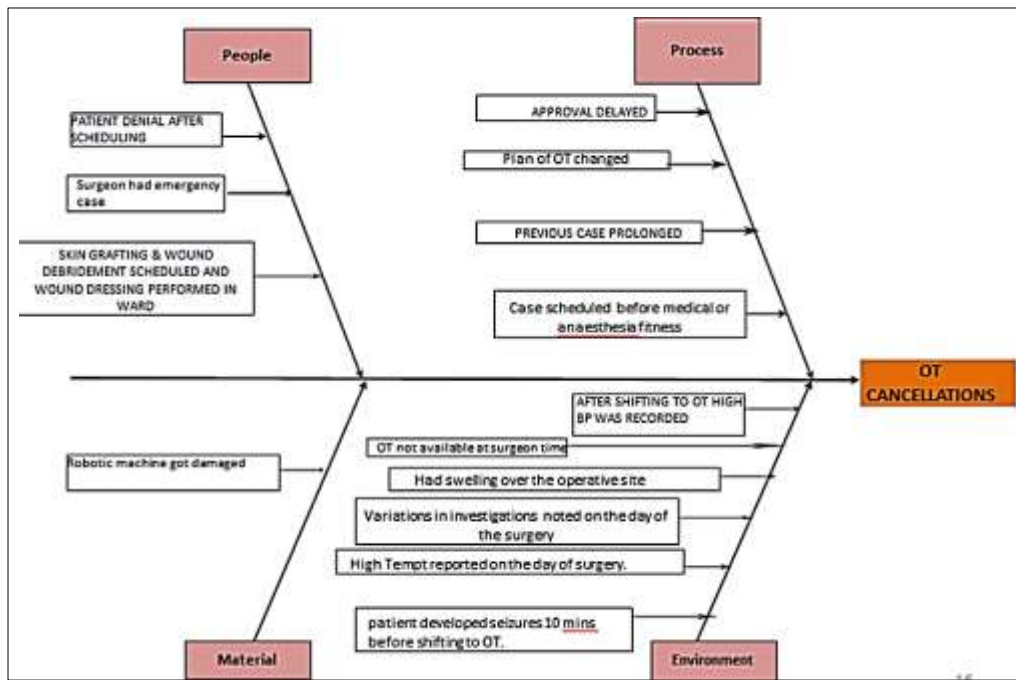 People
Process
PATIENT DENIAL AFTER
SCHEDULING
Surgeon had emergency
case
SKIN GRAFTING & WOUND
DEBRIDEMENT SCHEDULED AND
WOUND DRESSING PERFORMED IN
WARD
APPROVAL DELAYED
Plan of OT changed
PREVIOUS CASE PROLONGED
Case scheduled before medical or
anaesthesia fitness
OT
CANCELLATIONS
Robotic machine got damaged
AFTER SHIFTING TO OT HIGH
BP WAS RECORDED
OT not available at surgeon time
Had swelling over the operative site
Variations in investigations noted on the day of
the surgery
High Tempt reported on the day of surgery.
patient developed seizures 10 mins
before shifting to OT.
Material
Environment